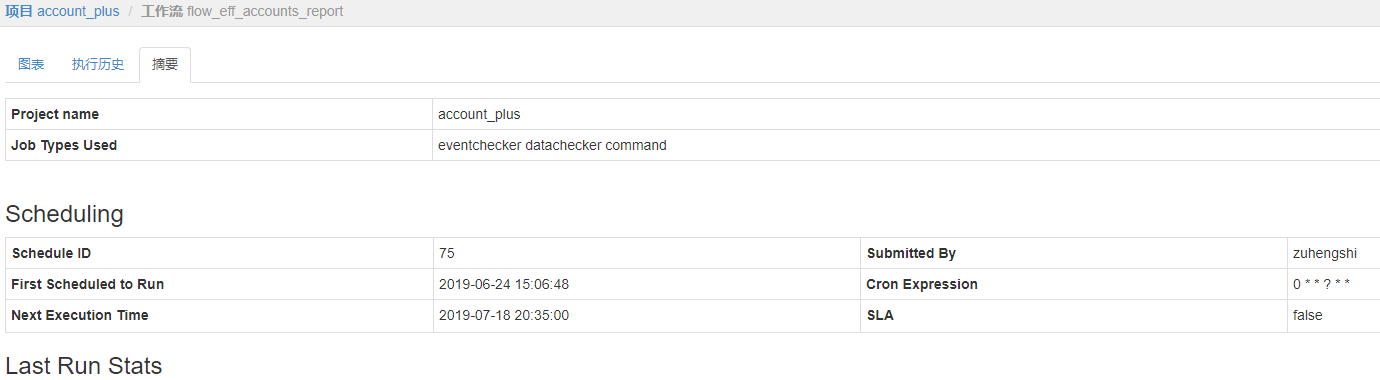 项目 account_plus / 工作流 flow_eff_accounts_report
图表 执行历史 摘要
Project name account_plus
Job Types Used eventchecker datachecker command
Scheduling
Schedule ID 75 Submitted By zuhengshi
First Scheduled to Run 2019-06-24 15:06:48 Cron Expression 0 * * ? * *
Next Execution Time 2019-07-18 20:35:00 SLA false
Last Run Stats